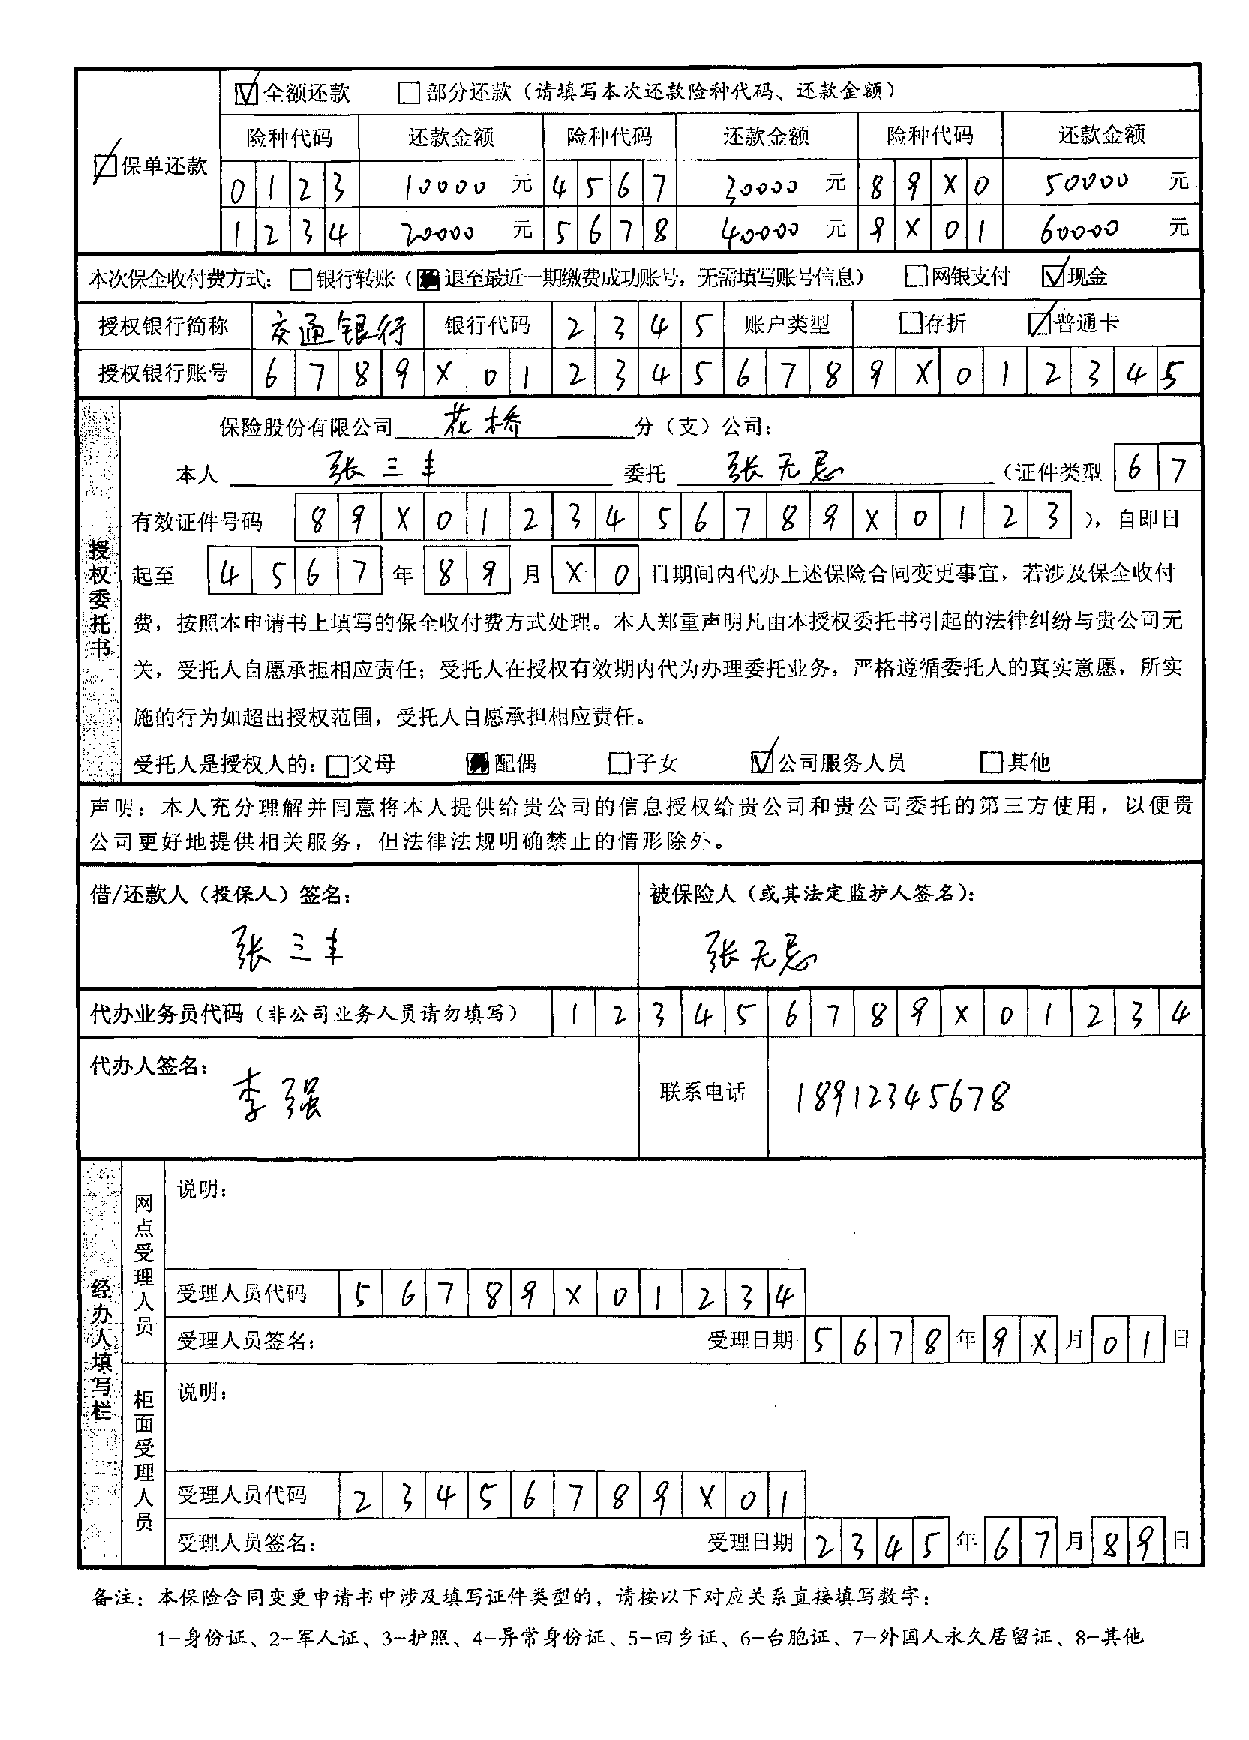 ☑全额还款 ☐部分还款（请填写本次还款险种代码、还款金额）
☑保单还款
险种代码 还款金额 险种代码 还款金额 险种代码 还款金额
0123 10000 元 4567 30000 元 89X0 50000 元
1234 20000 元 5678 40000 元 9X01 60000 元
本次保全收付费方式：☐银行转账（■退至最近一期缴费成功账号，无需填写账号信息） ☐网银支付 ☑现金
授权银行简称 交通银行 银行代码 2345 账户类型 ☐存折 ☑普通卡
授权银行账号 6789X0123456789X012345
授权委托书
保险股份有限公司 花桥 分（支）公司：
本人 张三丰 委托 张无忌 （证件类型 67
有效证件号码 89X0123456789X0123 ），自即日
起至 4567 年 89 月 X0 日期间内代办上述保险合同变更事宜，若涉及保全收付
费，按照本申请书上填写的保全收付费方式处理。本人郑重声明凡由本授权委托书引起的法律纠纷与贵公司无
关，受托人自愿承担相应责任；受托人在授权有效期内代为办理委托业务，严格遵循委托人的真实意愿，所实
施的行为如超出授权范围，受托人自愿承担相应责任。
受托人是授权人的：☐父母 ■配偶 ☐子女 ☑公司服务人员 ☐其他
声明：本人充分理解并同意将本人提供给贵公司的信息授权给贵公司和贵公司委托的第三方使用，以便贵
公司更好地提供相关服务，但法律法规明确禁止的情形除外。
借/还款人（投保人）签名： 被保险人（或其法定监护人签名）：
张三丰 张无忌
代办业务员代码（非公司业务人员请勿填写） 123456789X01234
代办人签名：
李强 联系电话 18912345678
经办人填写栏
网点受理人员
说明：
受理人员代码 56789X01234
受理人员签名： 受理日期 5678 年 9X 月 01 日
柜面受理人员
说明：
受理人员代码 23456789X01
受理人员签名： 受理日期 2345 年 67 月 89 日
备注：本保险合同变更申请书中涉及填写证件类型的，请按以下对应关系直接填写数字：
1-身份证、2-军人证、3-护照、4-异常身份证、5-回乡证、6-台胞证、7-外国人永久居留证、8-其他